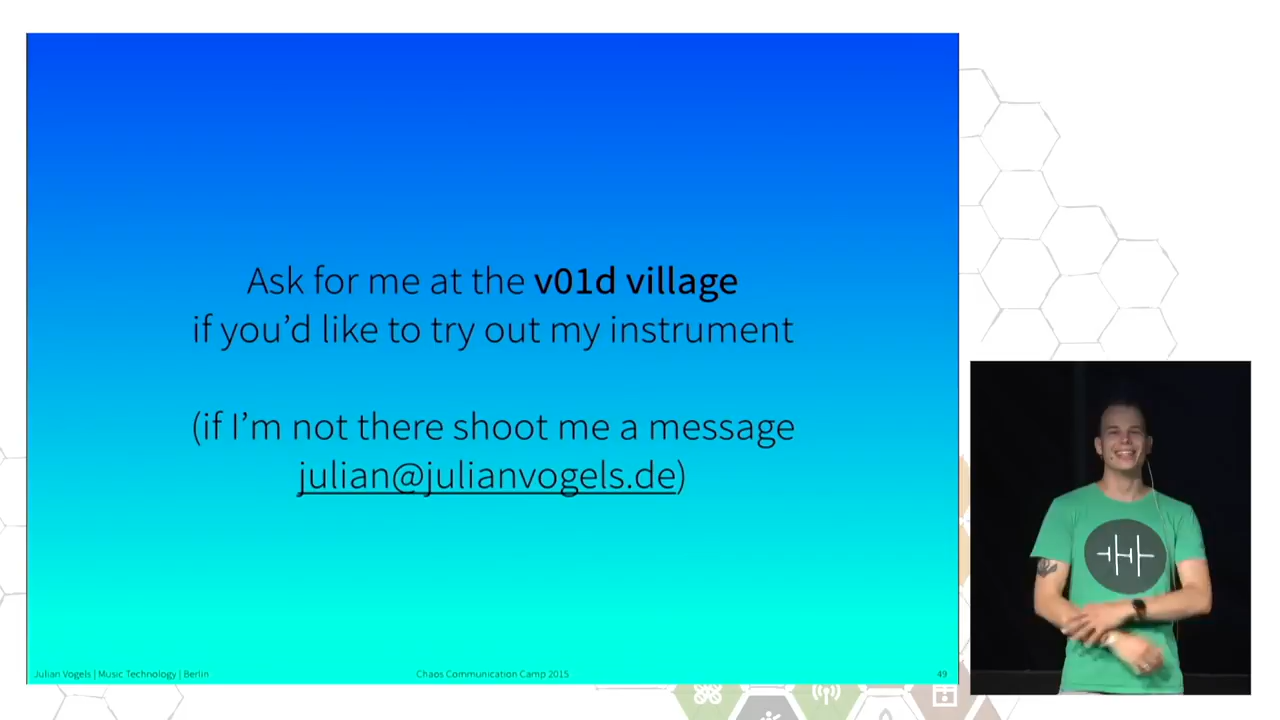 Ask for me at the v01d village
if you’d like to try out my instrument
(if I’m not there shoot me a message
julian@julianvogels.de)
Julian Vogels | Music Technology | Berlin
Chaos Communication Camp 2015
49